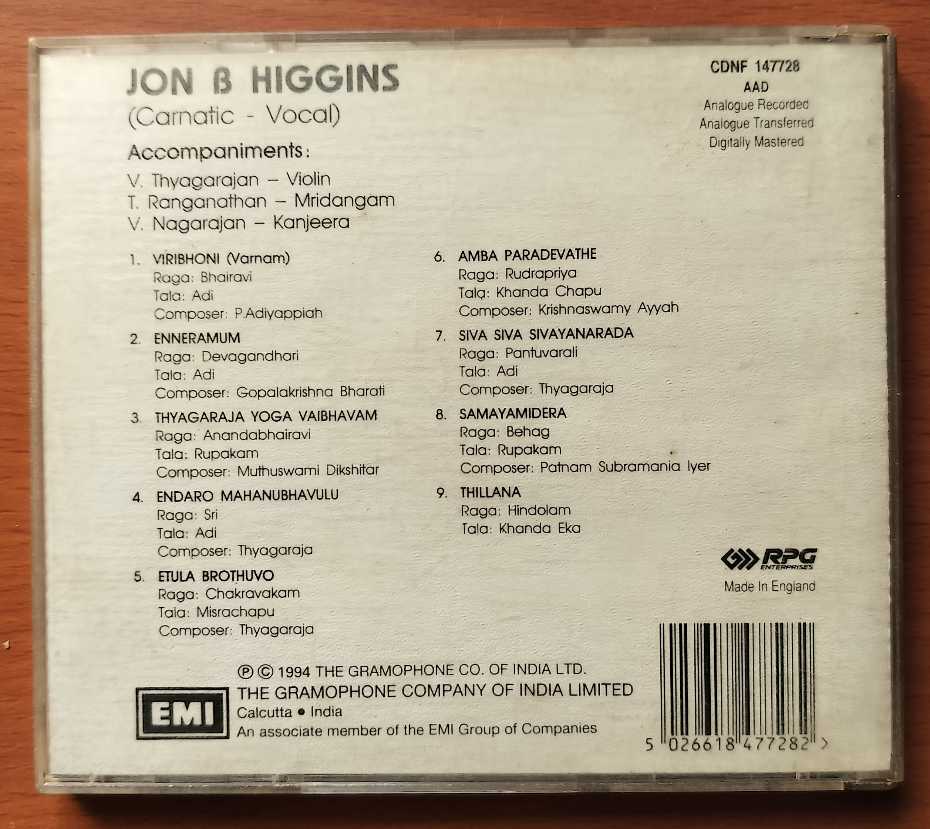 JON B HIGGINS
(Carnatic - Vocal)
Accompaniments:
V. Thyagarajan – Violin
T. Ranganathan – Mridangam
V. Nagarajan – Kanjeera
CDNF 147728
AAD
Analogue Recorded
Analogue Transferred
Digitally Mastered
1. VIRIBHONI (Varnam)
Raga: Bhairavi
Tala: Adi
Composer: P.Adiyappiah
2. ENNERAMUM
Raga: Devagandhari
Tala: Adi
Composer: Gopalakrishna Bharati
3. THYAGARAJA YOGA VAIBHAVAM
Raga: Anandabhairavi
Tala: Rupakam
Composer: Muthuswami Dikshitar
4. ENDARO MAHANUBHAVULU
Raga: Sri
Tala: Adi
Composer: Thyagaraja
5. ETULA BROTHUVO
Raga: Chakravakam
Tala: Misrachapu
Composer: Thyagaraja
6. AMBA PARADEVATHE
Raga: Rudrapriya
Tala: Khanda Chapu
Composer: Krishnaswamy Ayyah
7. SIVA SIVA SIVAYANARADA
Raga: Pantuvarali
Tala: Adi
Composer: Thyagaraja
8. SAMAYAMIDERA
Raga: Behag
Tala: Rupakam
Composer: Patnam Subramania Iyer
9. THILLANA
Raga: Hindolam
Tala: Khanda Eka
RPG
ENTERPRISES
Made In England
℗ © 1994 THE GRAMOPHONE CO. OF INDIA LTD.
THE GRAMOPHONE COMPANY OF INDIA LIMITED
Calcutta • India
An associate member of the EMI Group of Companies
EMI
5 026618 477282 >